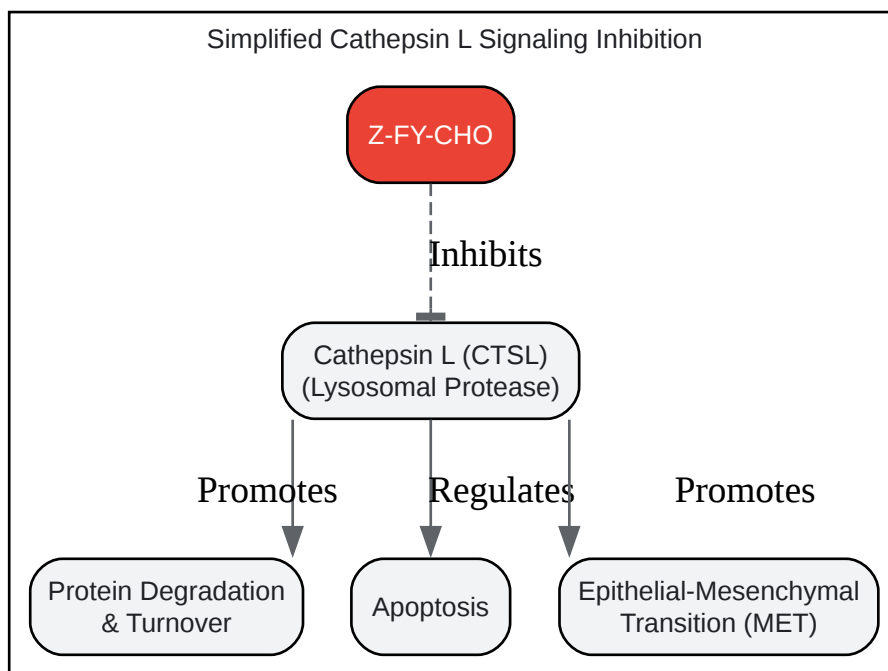 Simplified Cathepsin L Signaling Inhibition
Z-FY-CHO
Inhibits
Cathepsin L (CTSL)
(Lysosomal Protease)
Promotes
Regulates
Promotes
Protein Degradation
& Turnover
Apoptosis
Epithelial-Mesenchymal
Transition (MET)